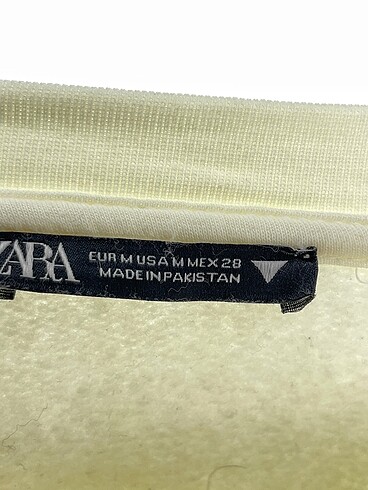 ZARA
EUR M USA M MEX 28
MADE IN PAKISTAN